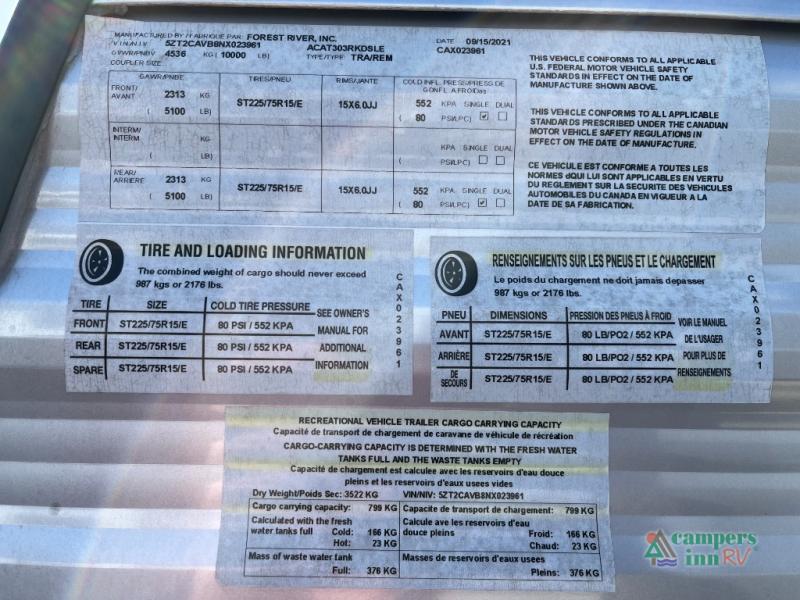 MANUFACTURED BY / FABRIQUE PAR: FOREST RIVER, INC. DATE 09/15/2021
V.I.N./N.I.V. 5ZT2CAVB8NX023961 ACAT303RKDSLE CAX023961
GVWR/PNBV 4536 KG (10000 LB) TYPE/TYPE: TRA/REM
COUPLER SIZE
GAWR/PNBE TIRES/PNEU RIMS/JANTE COLD INFL. PRESS/PRESS DE
GONFL. A FROID
FRONT/
AVANT 2313 KG ST225/75R15/E 15X6.0JJ 552 KPA SINGLE DUAL
( 5100 LB) ( 80 PSI/LPC)
INTERM/
INTERM KG KPA SINGLE DUAL
( LB) ( PSI/LPC)
REAR/
ARRIERE 2313 KG ST225/75R15/E 15X6.0JJ 552 KPA SINGLE DUAL
( 5100 LB) ( 80 PSI/LPC)
THIS VEHICLE CONFORMS TO ALL APPLICABLE
U.S. FEDERAL MOTOR VEHICLE SAFETY
STANDARDS IN EFFECT ON THE DATE OF
MANUFACTURE SHOWN ABOVE.
THIS VEHICLE CONFORMS TO ALL APPLICABLE
STANDARDS PRESCRIBED UNDER THE CANADIAN
MOTOR VEHICLE SAFETY REGULATIONS IN
EFFECT ON THE DATE OF MANUFACTURE.
CE VÉHICULE EST CONFORME A TOUTES LES
NORMES dQUI LUI SONT APPLICABLES EN VERTU
DU REGLEMENT SUR LA SECURITE DES VEHICULES
AUTOMOBILES DU CANADA EN VIGUEUR A LA
DATE DE SA FABRICATION.
TIRE AND LOADING INFORMATION
The combined weight of cargo should never exceed
987 kgs or 2176 lbs.
TIRE SIZE COLD TIRE PRESSURE
FRONT ST225/75R15/E 80 PSI / 552 KPA
REAR ST225/75R15/E 80 PSI / 552 KPA
SPARE ST225/75R15/E 80 PSI / 552 KPA
SEE OWNER'S
MANUAL FOR
ADDITIONAL
INFORMATION
CAX023961
RENSEIGNEMENTS SUR LES PNEUS ET LE CHARGEMENT
Le poids du chargement ne doit jamais depasser
987 kgs or 2176 lbs.
PNEU DIMENSIONS PRESSION DES PNEUS À FROID
AVANT ST225/75R15/E 80 LB/PO2 / 552 KPA
ARRIÈRE ST225/75R15/E 80 LB/PO2 / 552 KPA
DE
SECOURS ST225/75R15/E 80 LB/PO2 / 552 KPA
VOIR LE MANUEL
DE L'USAGER
POUR PLUS DE
RENSEIGNEMENTS
CAX023961
RECREATIONAL VEHICLE TRAILER CARGO CARRYING CAPACITY
Capacité de transport de chargement de caravane de véhicule de récréation
CARGO-CARRYING CAPACITY IS DETERMINED WITH THE FRESH WATER
TANKS FULL AND THE WASTE TANKS EMPTY
Capacité de chargement est calculee avec les reservoirs d'eau douce
pleins et les reservoirs d'eaux usees vides
Dry Weight/Poids Sec: 3522 KG VIN/NIV: 5ZT2CAVB8NX023961
Cargo carrying capacity: 799 KG
Calculated with the fresh
water tanks full Cold: 166 KG
Hot: 23 KG
Mass of waste water tank
Full: 376 KG
Capacite de transport de chargement: 799 KG
Calcule ave les reservoirs d'eau
douce pleins Froid: 166 KG
Chaud: 23 KG
Masses de reservoirs d'eaux usees
Pleins: 376 KG
campers
inn RV